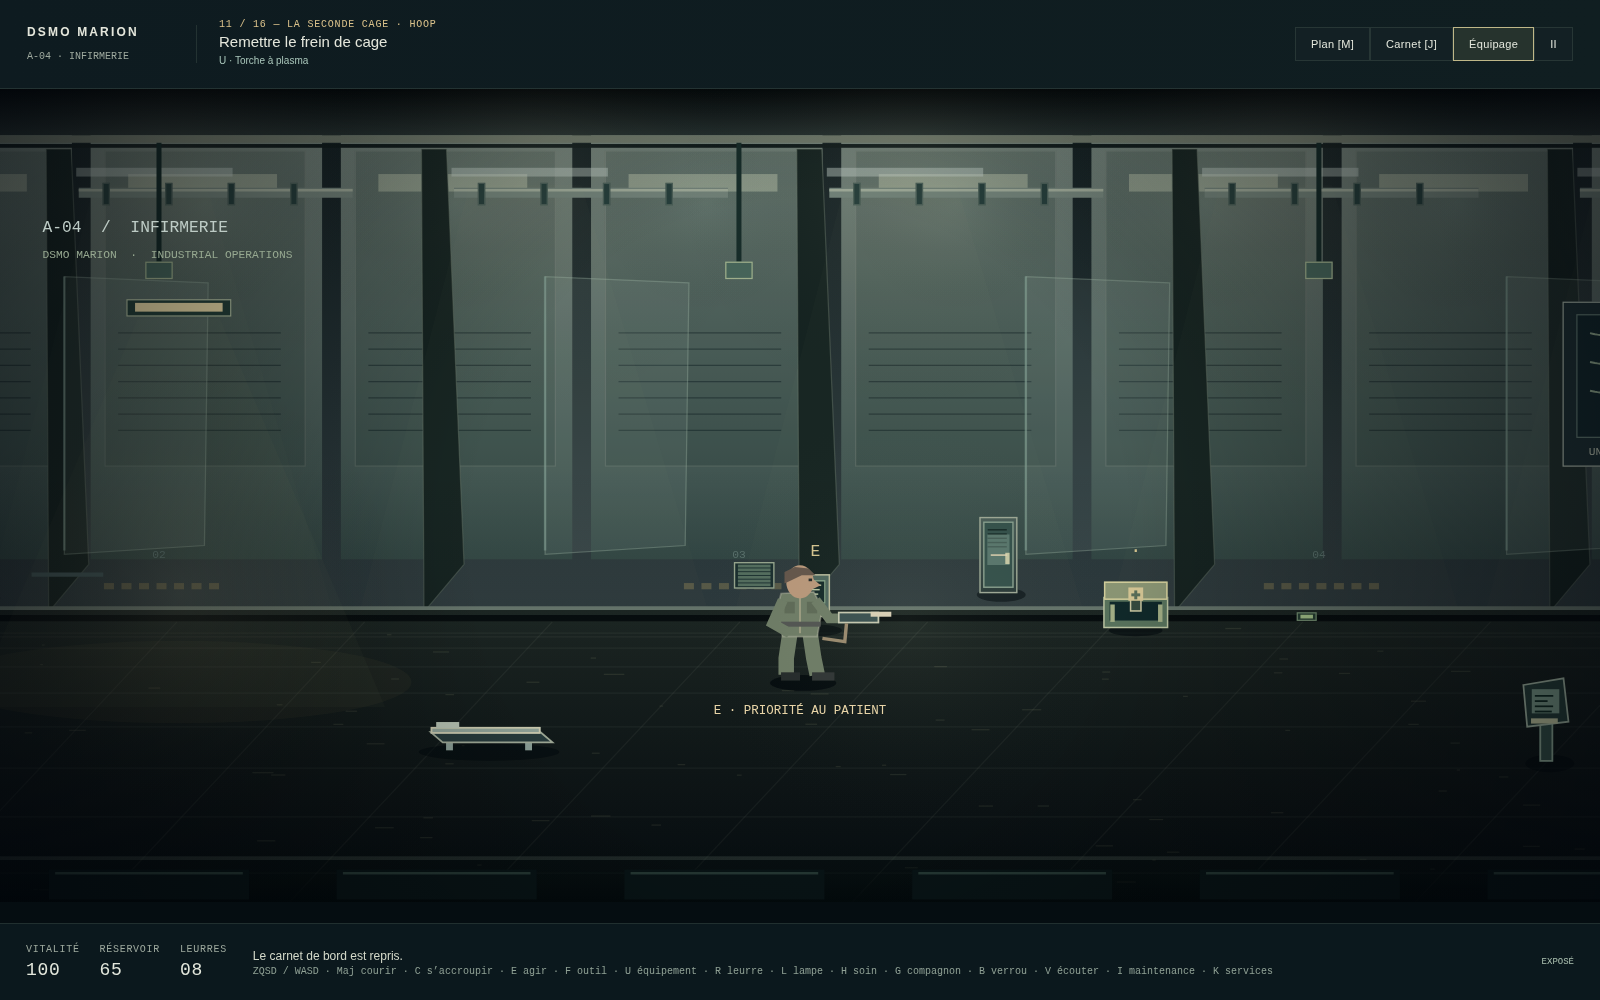 DSMO MARION
A-04 · INFIRMERIE
11 / 16 — LA SECONDE CAGE · HOOP
Remettre le frein de cage
U · Torche à plasma
Plan [M]
Carnet [J]
Équipage
II
A-04 / INFIRMERIE
DSMO MARION · INDUSTRIAL OPERATIONS
UN
02
03
E
04
E · PRIORITÉ AU PATIENT
VITALITÉ
100
RÉSERVOIR
65
LEURRES
08
Le carnet de bord est repris.
ZQSD / WASD · Maj courir · C s’accroupir · E agir · F outil · U équipement · R leurre · L lampe · H soin · G compagnon · B verrou · V écouter · I maintenance · K services
EXPOSÉ